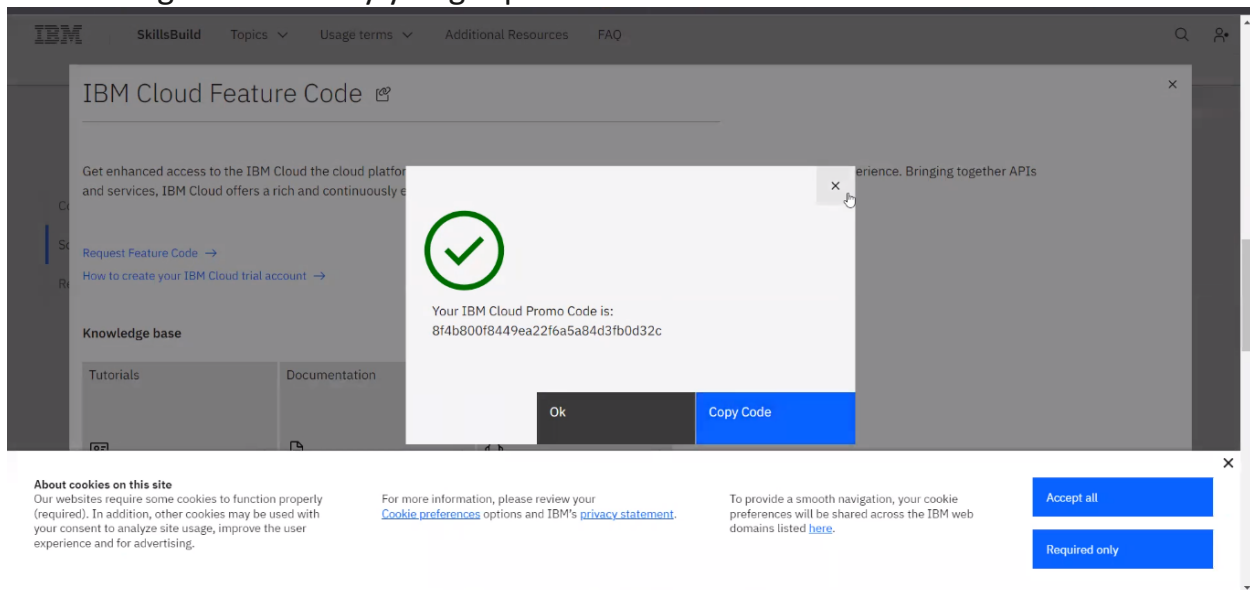 IBM SkillsBuild Topics Usage terms Additional Resources FAQ
IBM Cloud Feature Code
Get enhanced access to the IBM Cloud the cloud platfor
erience. Bringing together APIs
and services, IBM Cloud offers a rich and continuously e
Request Feature Code →
How to create your IBM Cloud trial account →
Knowledge base
Tutorials
Documentation
Your IBM Cloud Promo Code is:
8f4b800f8449ea22f6a5a84d3fb0d32c
Ok
Copy Code
About cookies on this site
Our websites require some cookies to function properly
(required). In addition, other cookies may be used with
your consent to analyze site usage, improve the user
experience and for advertising.
For more information, please review your
Cookie preferences options and IBM's privacy statement.
To provide a smooth navigation, your cookie
preferences will be shared across the IBM web
domains listed here.
Accept all
Required only